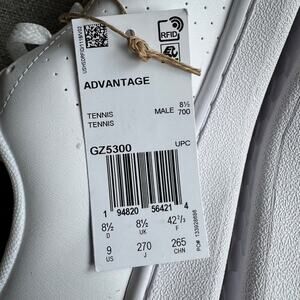 RFID
ADVANTAGE
TENNIS MALE 8½
TENNIS 700
GZ5300 UPC
1 94820 56421 4
8½ 8½ 42⅔
D UK F
9 270 265
US J CHN